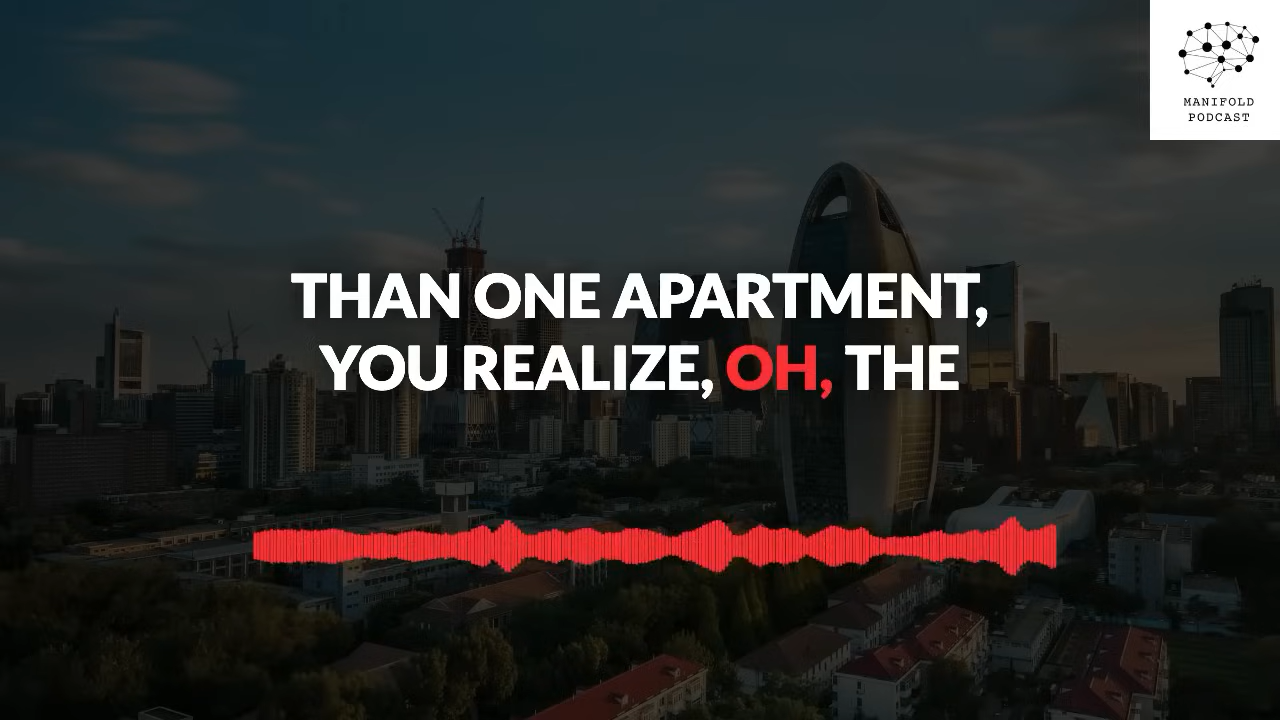 MANIFOLD
PODCAST
THAN ONE APARTMENT,
YOU REALIZE, OH, THE